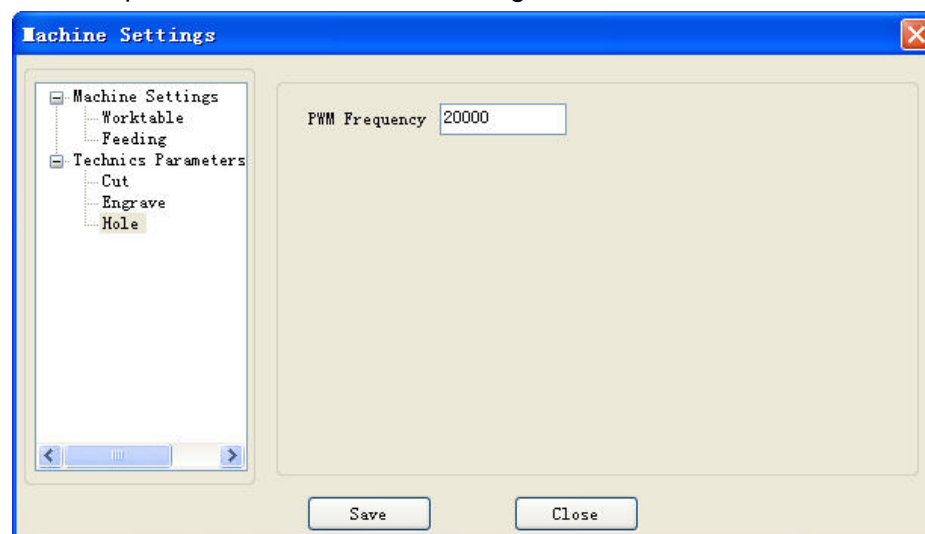 Machine Settings
Machine Settings
Worktable
Feeding
Technics Parameters
Cut
Engrave
Hole
PWM Frequency 20000
Save Close